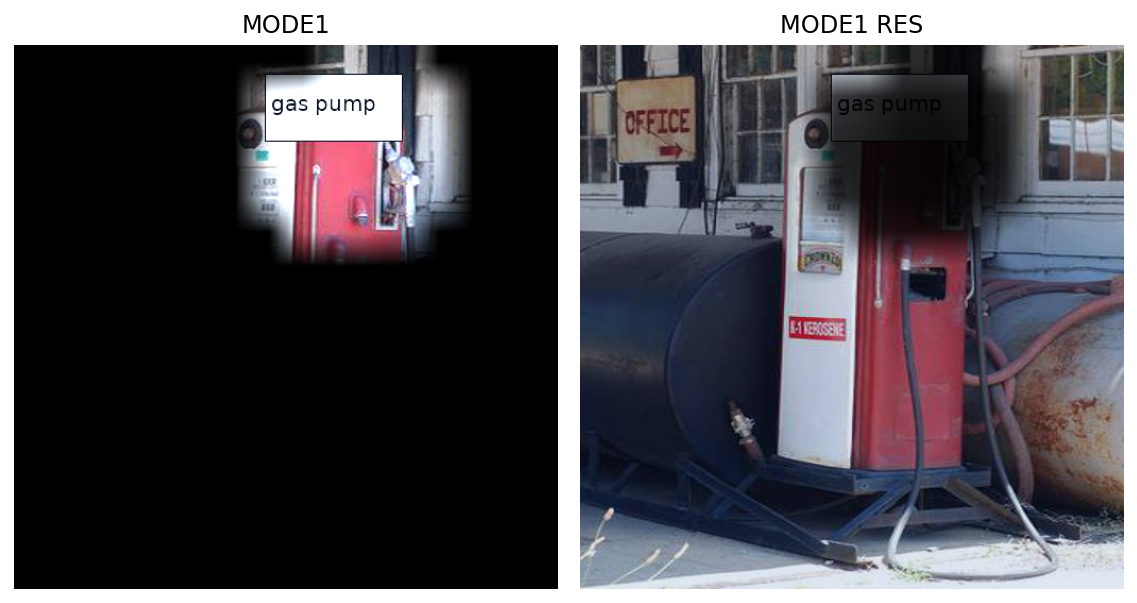 MODE1
MODE1 RES
gas pump
gas pump
OFFICE
K-1 KEROSENE